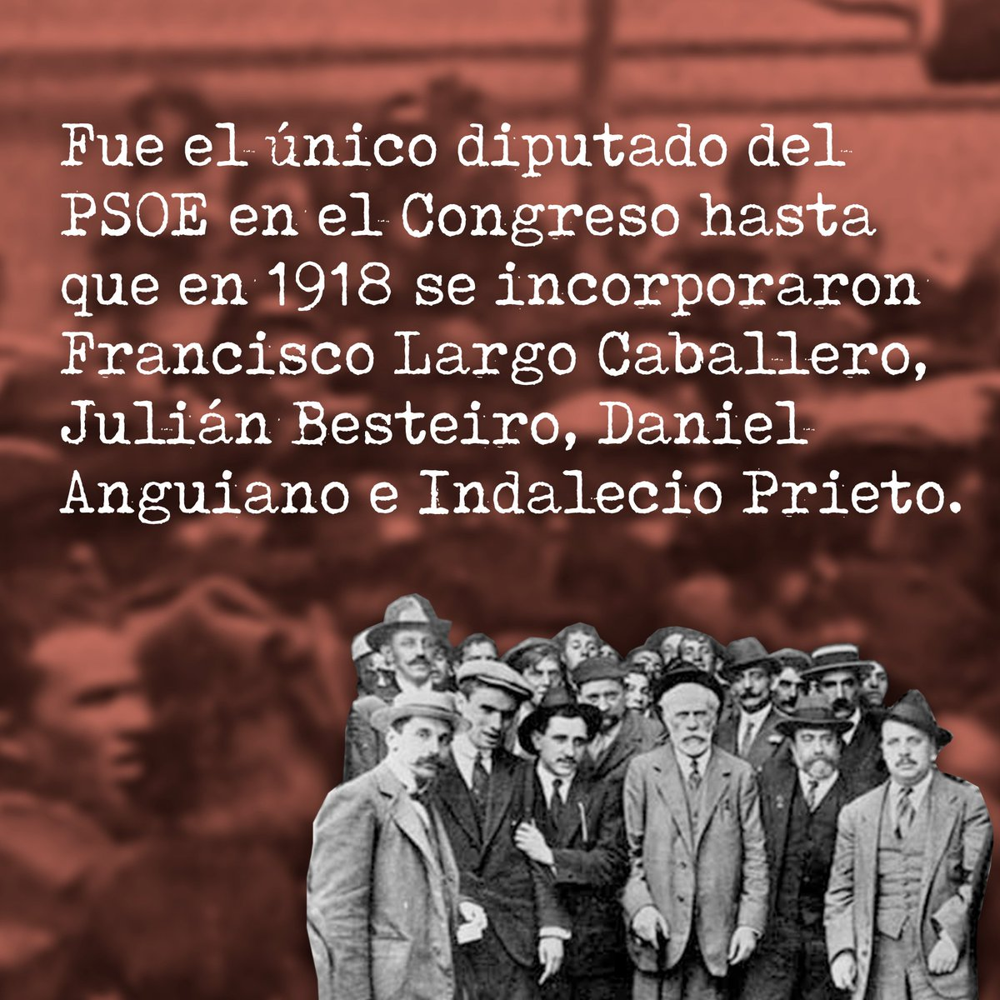 Fue el único diputado del
PSOE en el Congreso hasta
que en 1918 se incorporaron
Francisco Largo Caballero,
Julián Besteiro, Daniel
Anguiano e Indalecio Prieto.